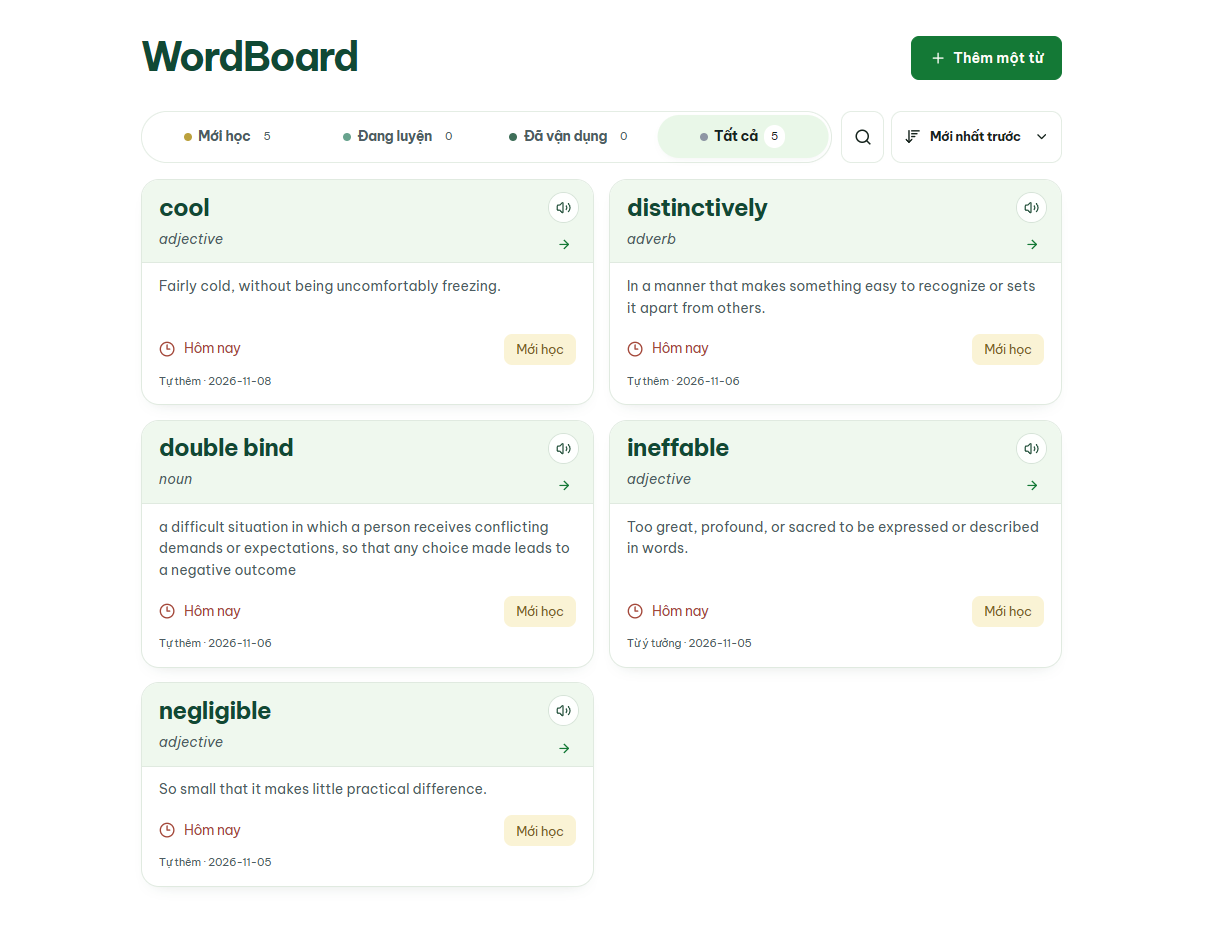 WordBoard
Thêm một từ
Mới học 5
Đang luyện 0
Đã vận dụng 0
Tất cả 5
Mới nhất trước
cool
adjective
Fairly cold, without being uncomfortably freezing.
Hôm nay
Mới học
Tự thêm · 2026-11-08
distinctively
adverb
In a manner that makes something easy to recognize or sets
it apart from others.
Hôm nay
Mới học
Tự thêm · 2026-11-06
double bind
noun
a difficult situation in which a person receives conflicting
demands or expectations, so that any choice made leads to
a negative outcome
Hôm nay
Mới học
Tự thêm · 2026-11-06
ineffable
adjective
Too great, profound, or sacred to be expressed or described
in words.
Hôm nay
Mới học
Từ ý tưởng · 2026-11-05
negligible
adjective
So small that it makes little practical difference.
Hôm nay
Mới học
Tự thêm · 2026-11-05